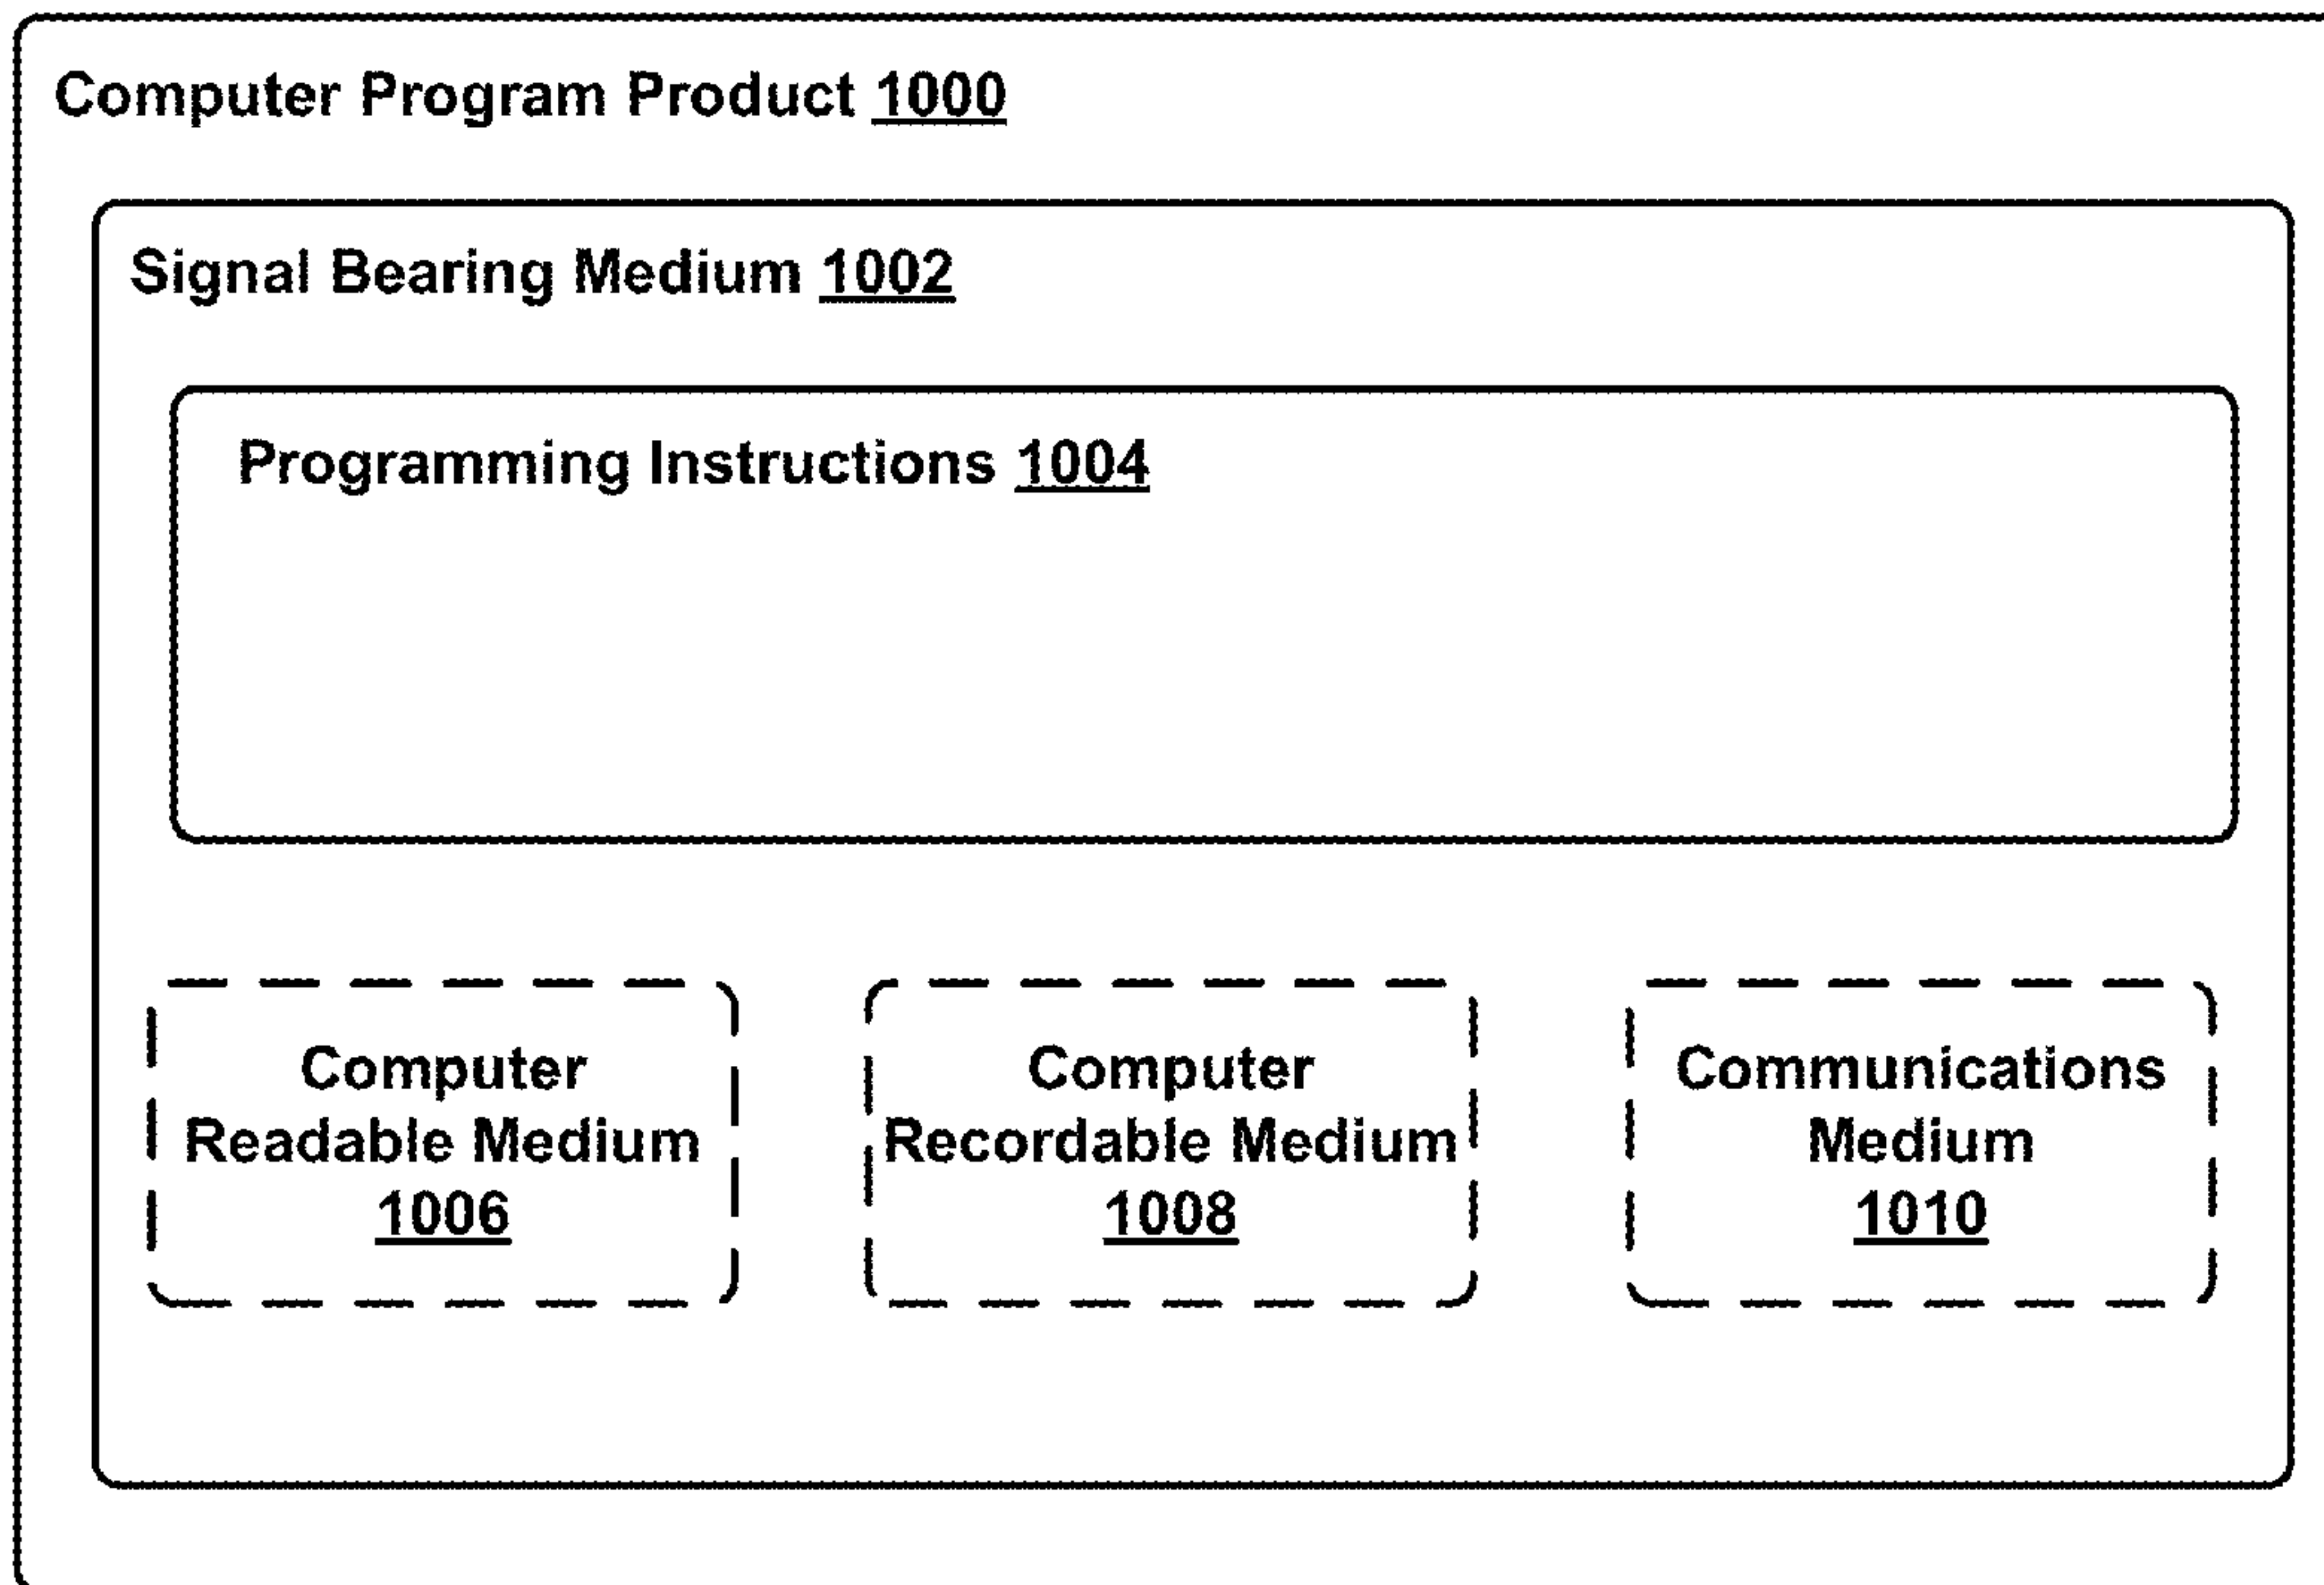 Computer Program Product 1000
Signal Bearing Medium 1002
Programming Instructions 1004
Computer
Readable Medium
1006
Computer
Recordable Medium
1008
Communications
Medium
1010